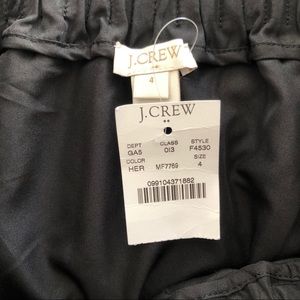 J.CREW
4
J.CREW
DEPT CLASS STYLE
GA5 013 F4530
COLOR SIZE
HER MF7769 4
099104371882